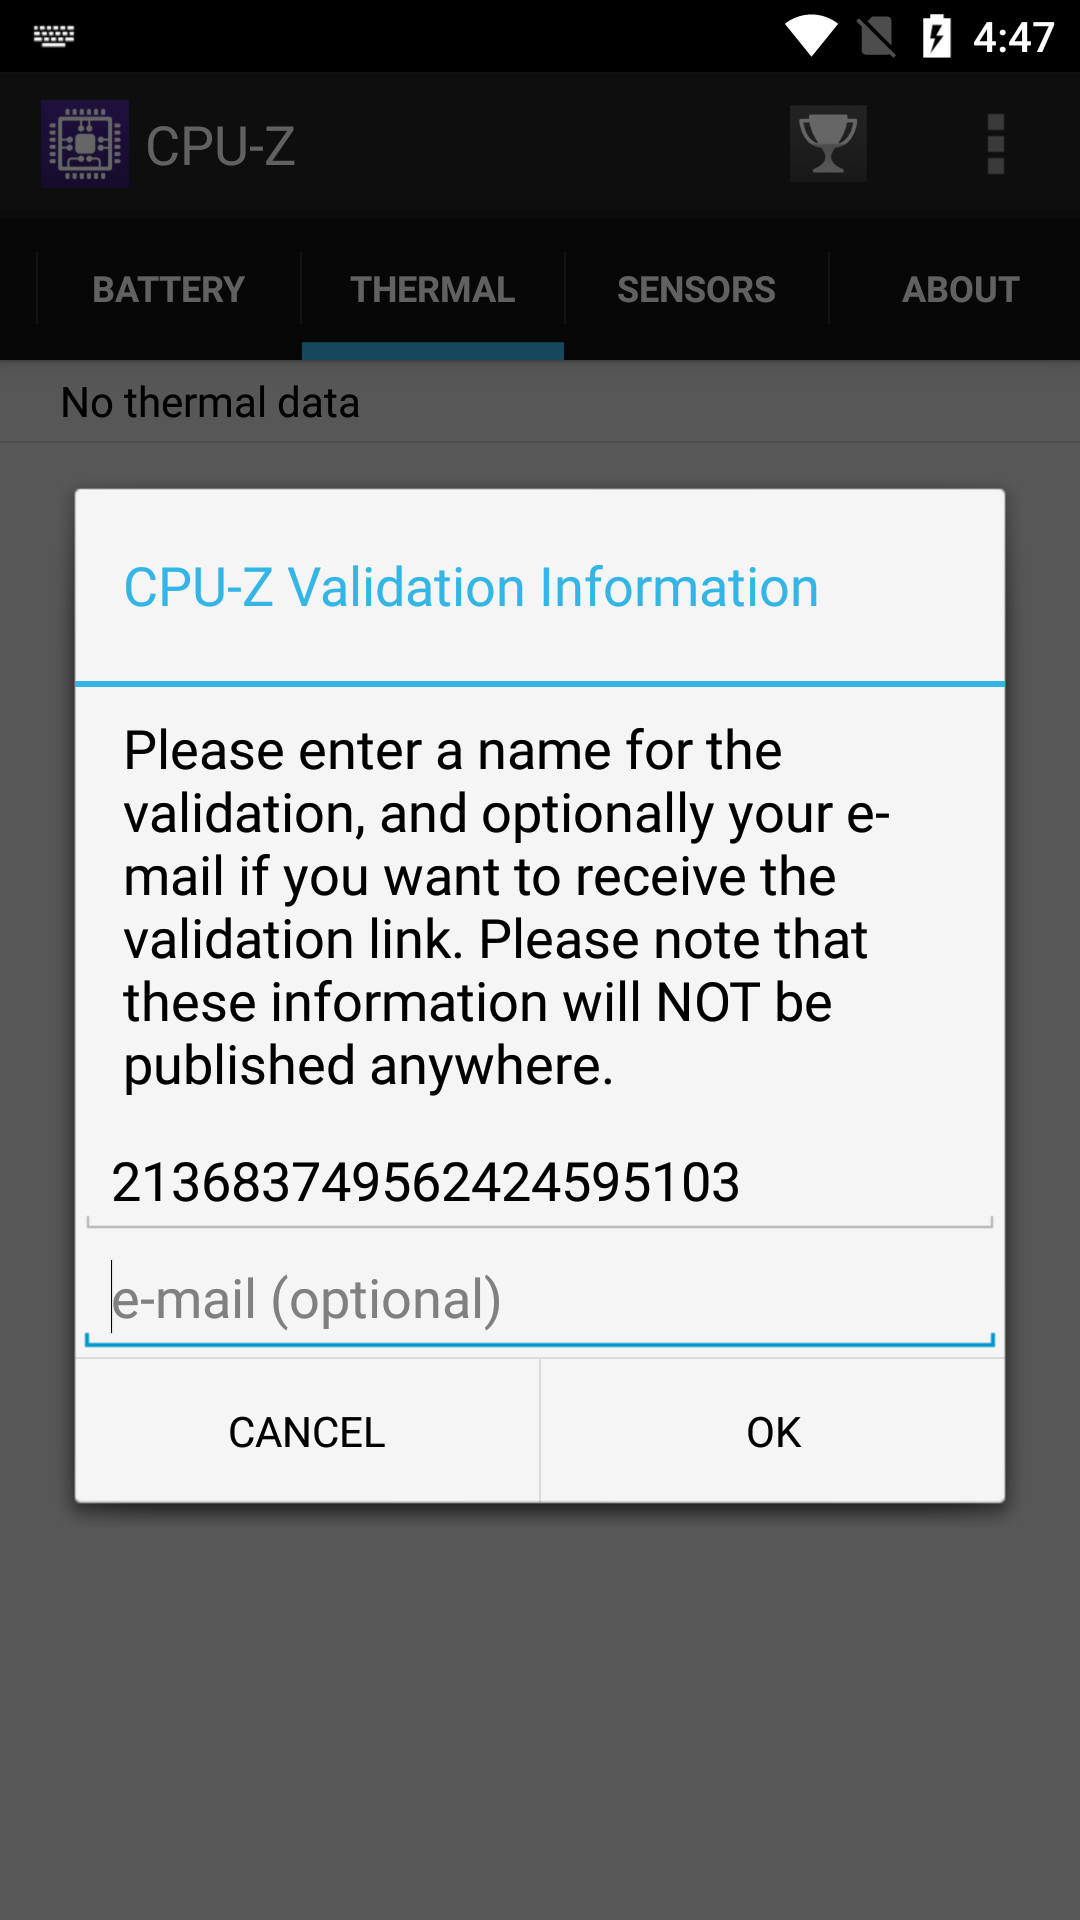 4:47
CPU-Z
BATTERY
THERMAL
SENSORS
ABOUT
No thermal data
CPU-Z Validation Information
Please enter a name for the
validation, and optionally your e-
mail if you want to receive the
validation link. Please note that
these information will NOT be
published anywhere.
213683749562424595103
e-mail (optional)
CANCEL
OK